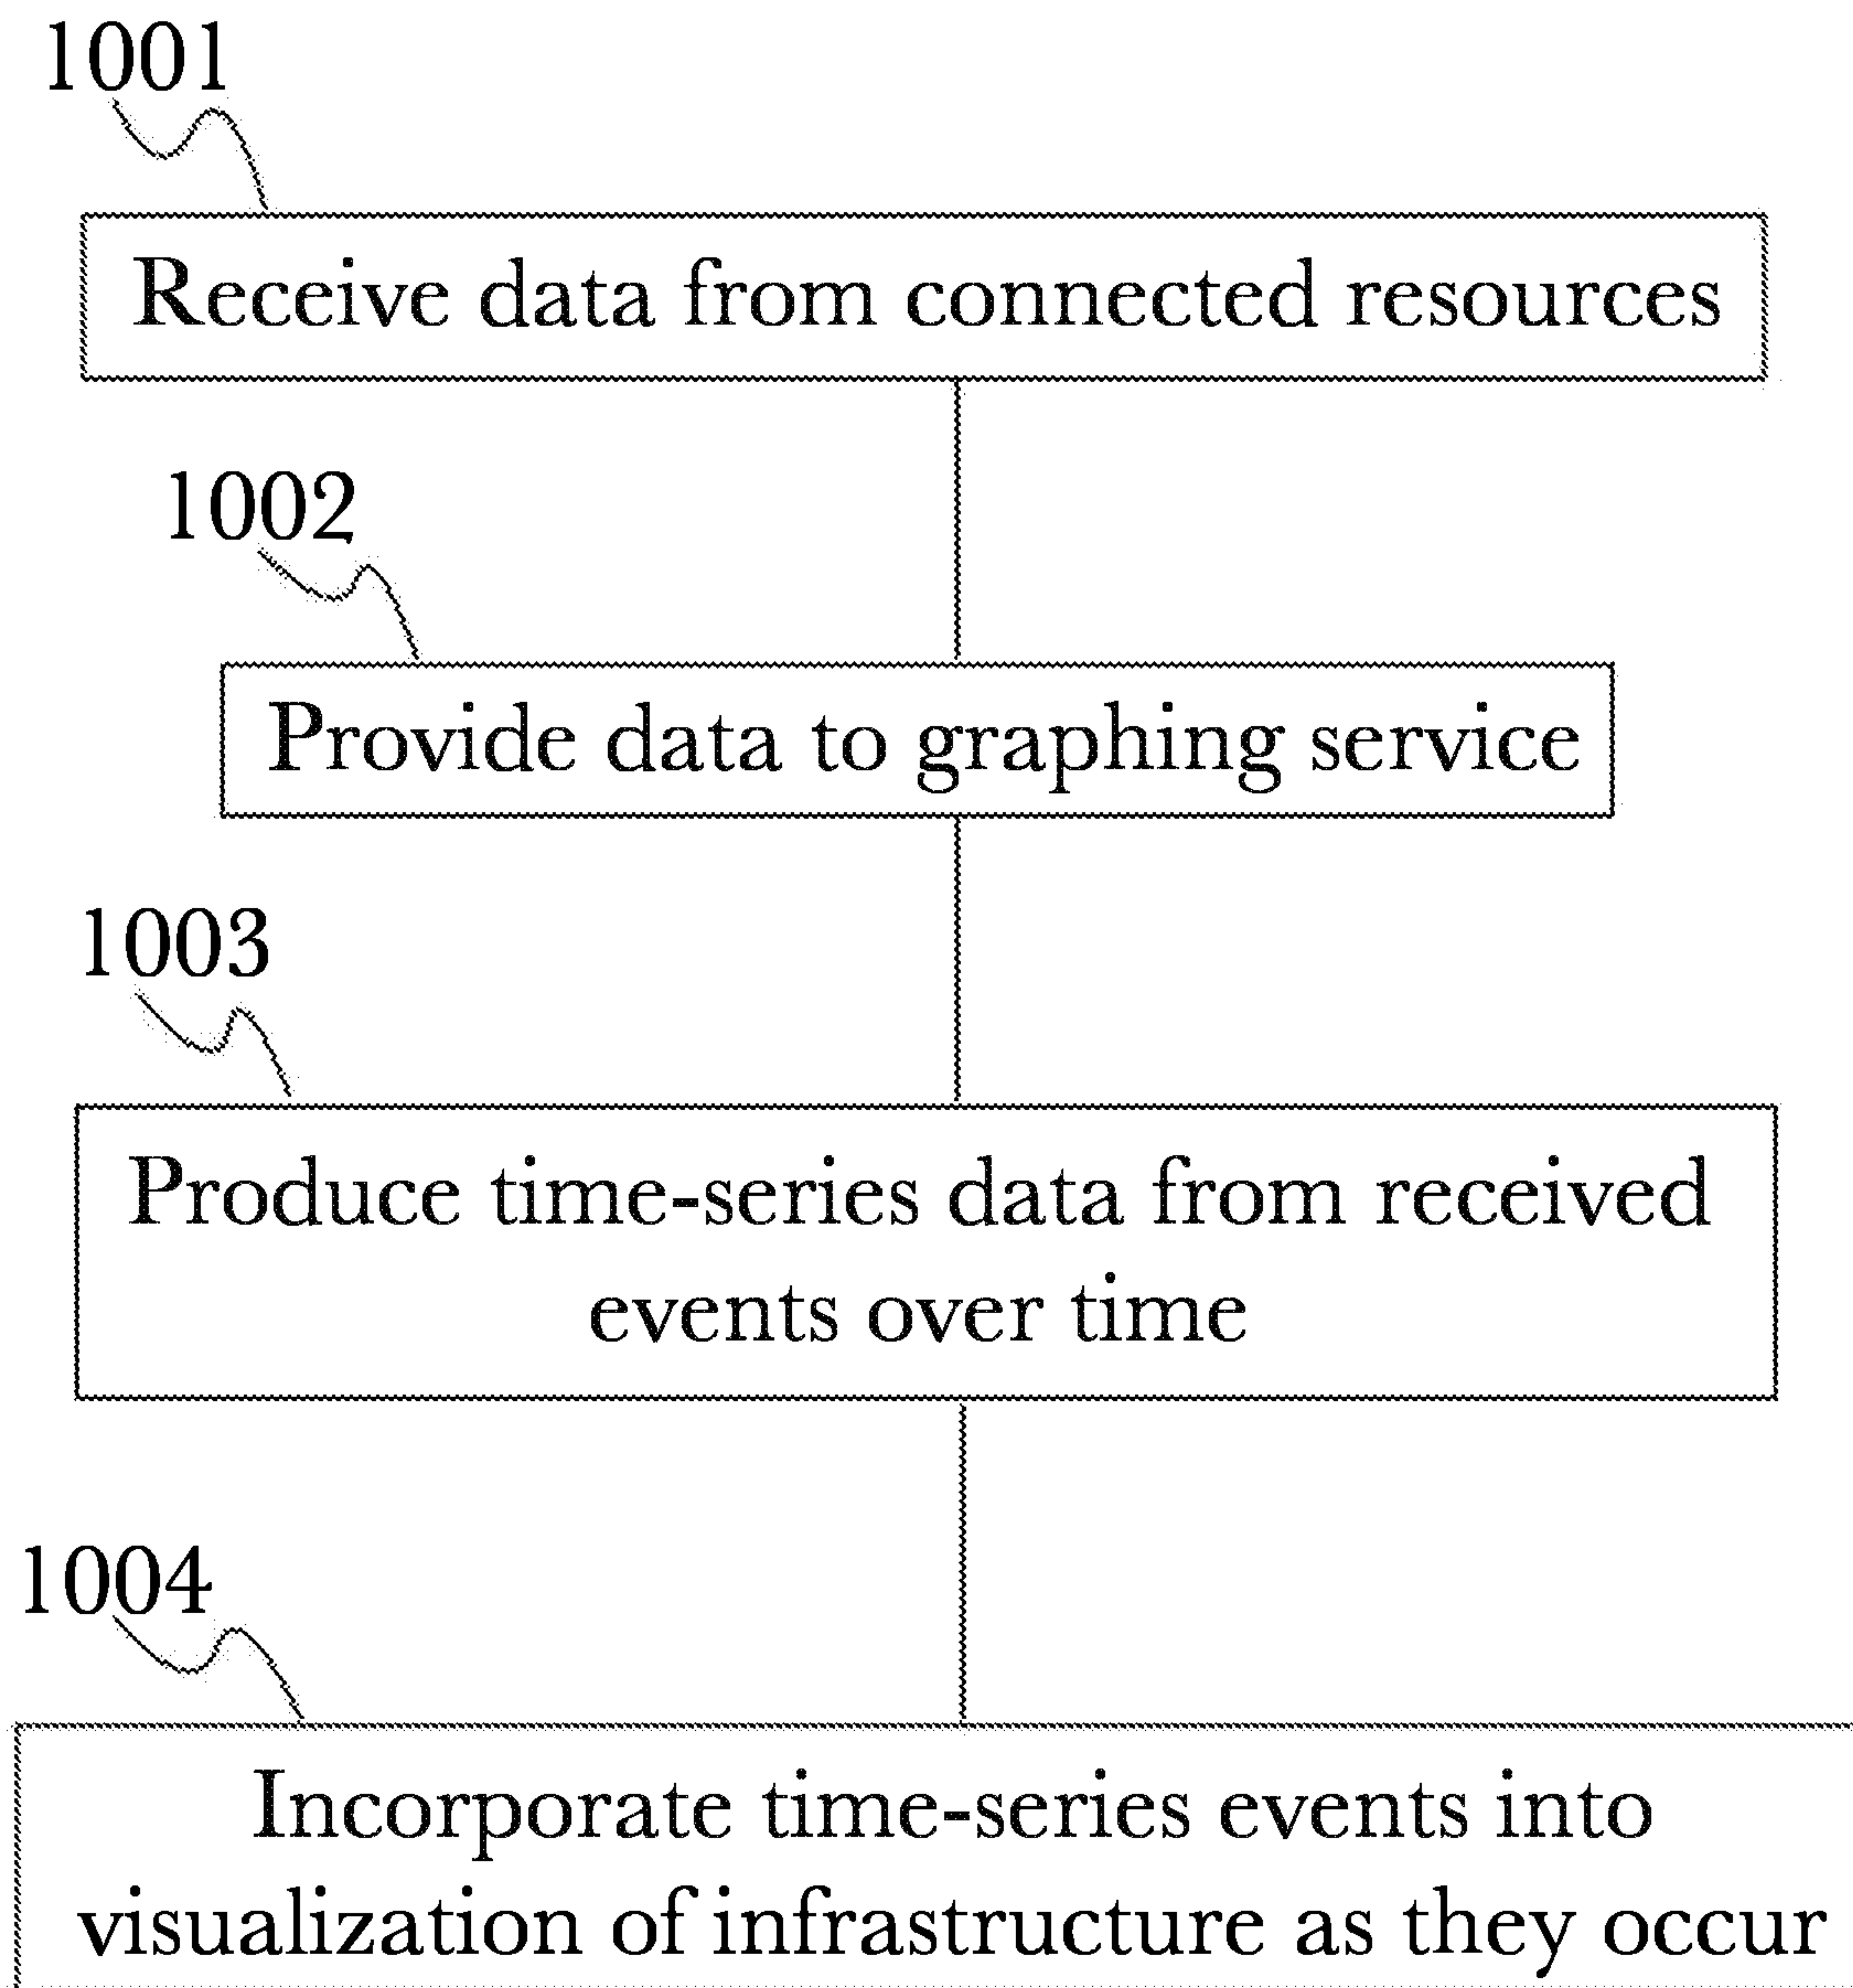 1001
Receive data from connected resources
1002
Provide data to graphing service
1003
Produce time-series data from received
events over time
1004
Incorporate time-series events into
visualization of infrastructure as they occur